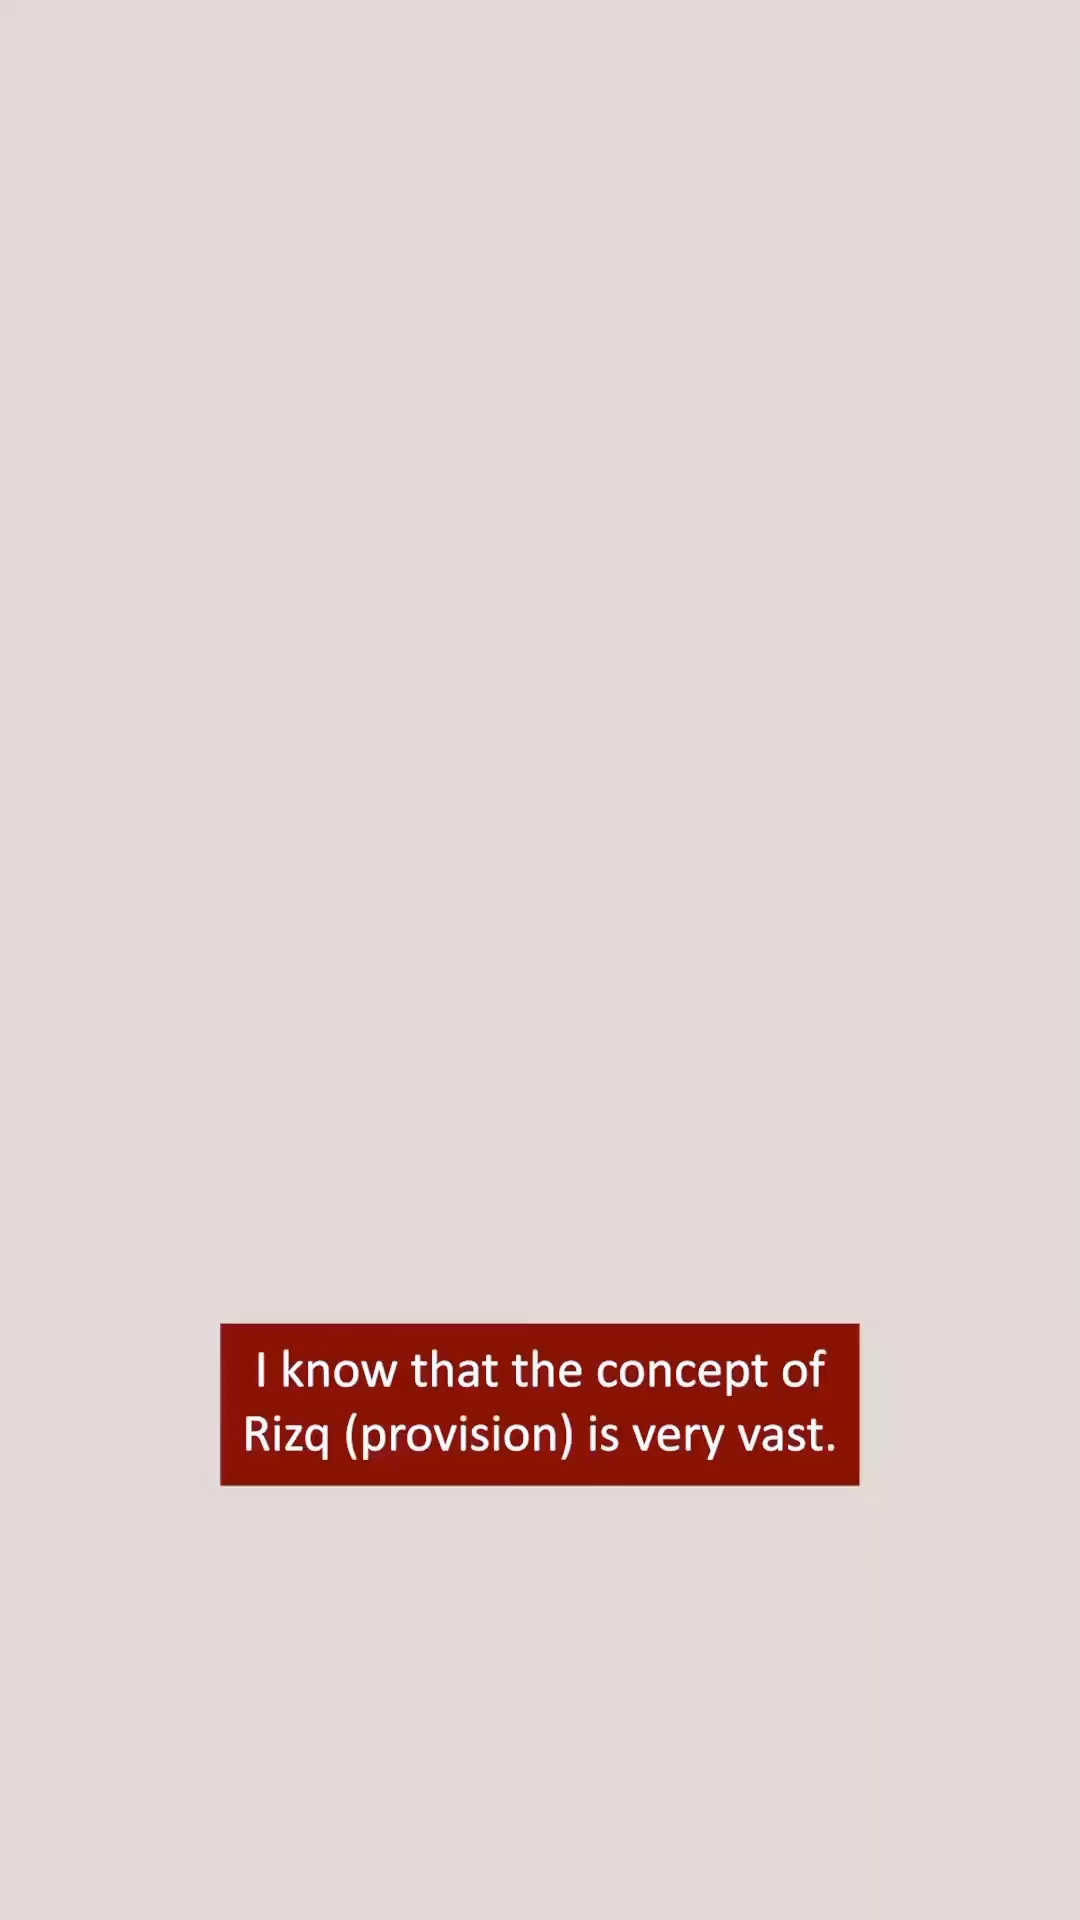 I know that the concept of
Rizq (provision) is very vast.